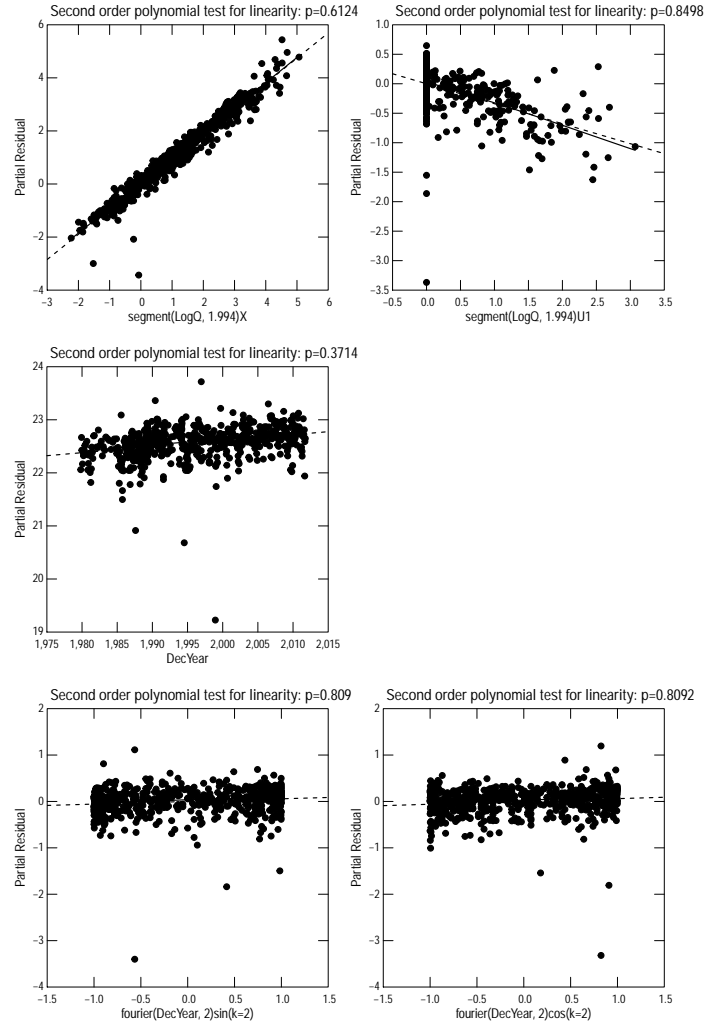 Second order polynomial test for linearity: p=0.6124
6
4
2
0
−2
−4
Partial Residual
−3 −2 −1 0 1 2 3 4 5 6
segment(LogQ, 1.994)X
Second order polynomial test for linearity: p=0.8498
1.0
0.5
0.0
−0.5
−1.0
−1.5
−2.0
−2.5
−3.0
−3.5
Partial Residual
−0.5 0.0 0.5 1.0 1.5 2.0 2.5 3.0 3.5
segment(LogQ, 1.994)U1
Second order polynomial test for linearity: p=0.3714
24
23
22
21
20
19
Partial Residual
1,975 1,980 1,985 1,990 1,995 2,000 2,005 2,010 2,015
DecYear
Second order polynomial test for linearity: p=0.809
2
1
0
−1
−2
−3
−4
Partial Residual
−1.5 −1.0 −0.5 0.0 0.5 1.0 1.5
fourier(DecYear, 2)sin(k=2)
Second order polynomial test for linearity: p=0.8092
2
1
0
−1
−2
−3
−4
Partial Residual
−1.5 −1.0 −0.5 0.0 0.5 1.0 1.5
fourier(DecYear, 2)cos(k=2)